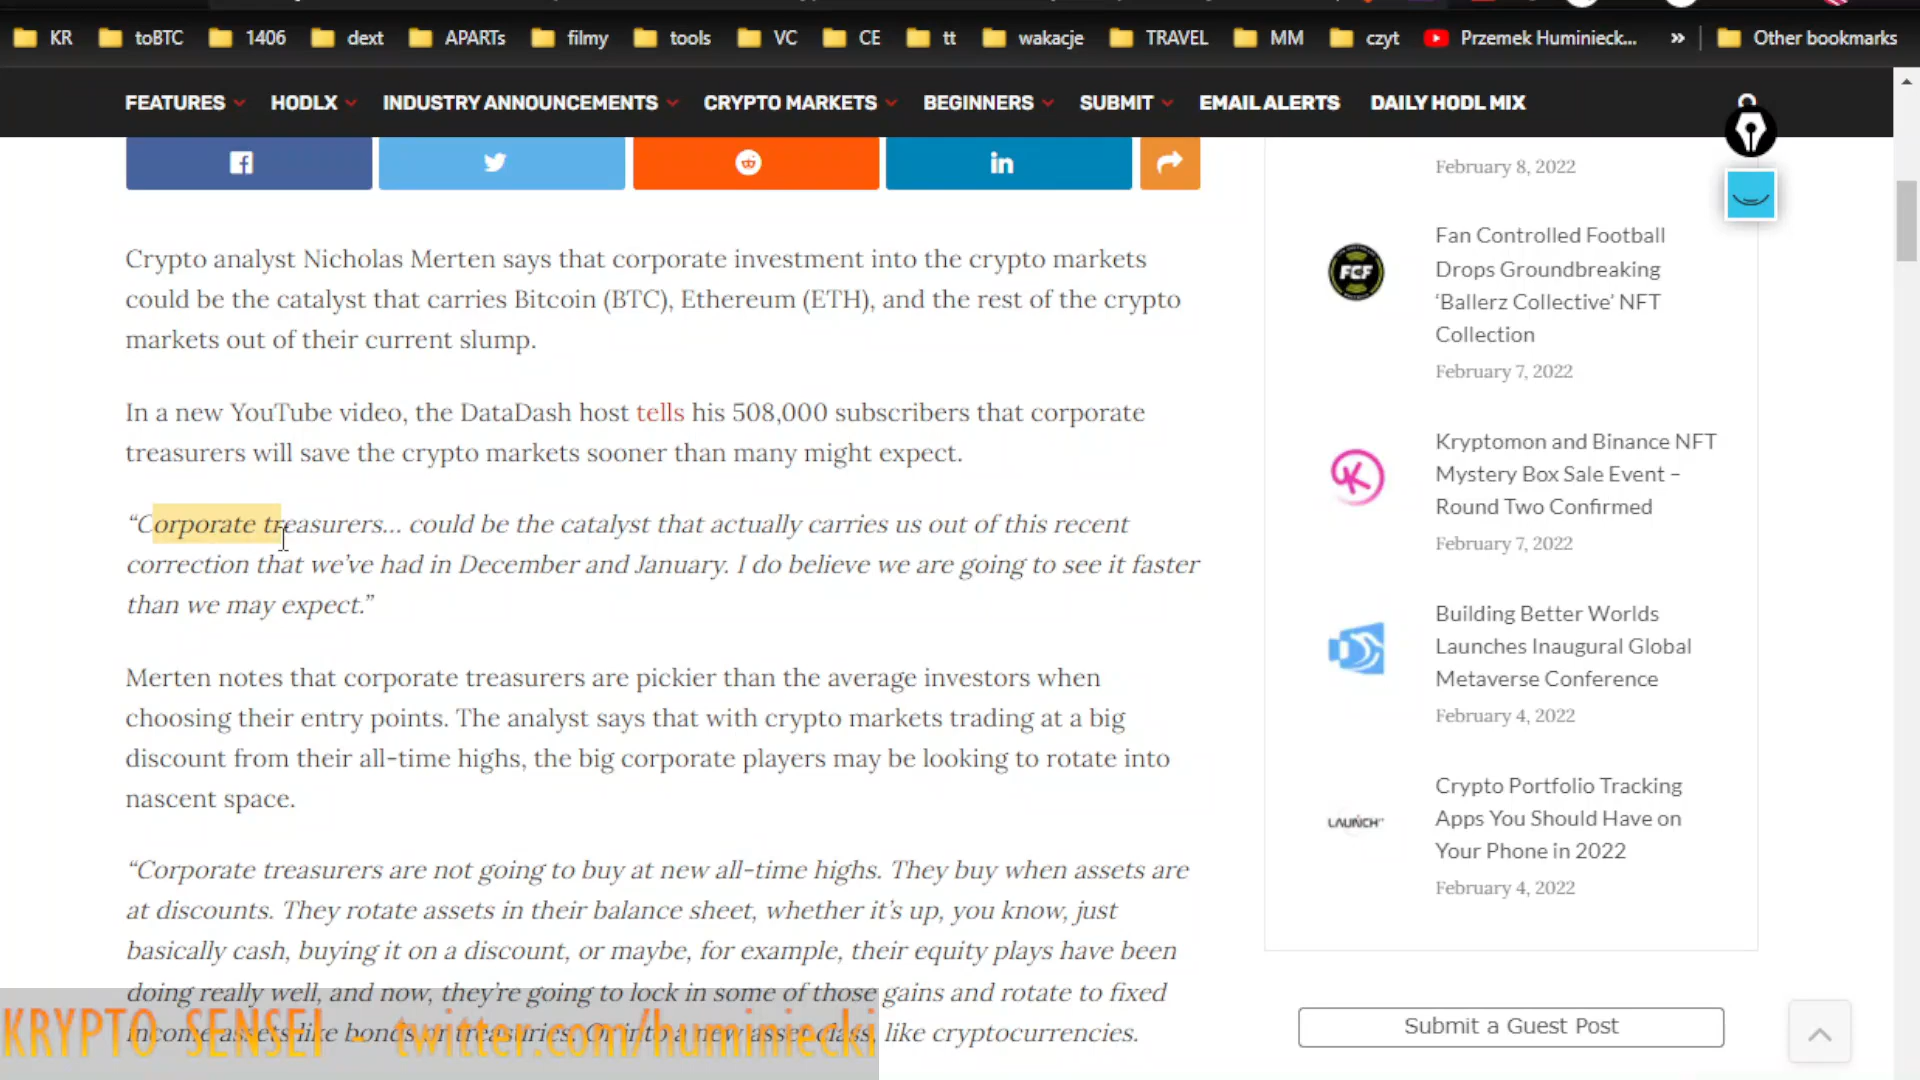 KR toBTC 1406 dext APARTs filmy tools VC CE tt wakacje TRAVEL MM czyt Przemek Huminieck... » Other bookmarks
FEATURES HODLX INDUSTRY ANNOUNCEMENTS CRYPTO MARKETS BEGINNERS SUBMIT EMAIL ALERTS DAILY HODL MIX
Crypto analyst Nicholas Merten says that corporate investment into the crypto markets
could be the catalyst that carries Bitcoin (BTC), Ethereum (ETH), and the rest of the crypto
markets out of their current slump.
In a new YouTube video, the DataDash host tells his 508,000 subscribers that corporate
treasurers will save the crypto markets sooner than many might expect.
“Corporate treasurers… could be the catalyst that actually carries us out of this recent
correction that we’ve had in December and January. I do believe we are going to see it faster
than we may expect.”
Merten notes that corporate treasurers are pickier than the average investors when
choosing their entry points. The analyst says that with crypto markets trading at a big
discount from their all-time highs, the big corporate players may be looking to rotate into
nascent space.
“Corporate treasurers are not going to buy at new all-time highs. They buy when assets are
at discounts. They rotate assets in their balance sheet, whether it’s up, you know, just
basically cash, buying it on a discount, or maybe, for example, their equity plays have been
doing really well, and now, they’re going to lock in some of those gains and rotate to fixed
income assets like bonds or treasuries. Or into a new asset class, like cryptocurrencies.
KRYPTO SENSEI - twitter.com/huminiecki
February 8, 2022
FCF
Fan Controlled Football
Drops Groundbreaking
‘Ballerz Collective’ NFT
Collection
February 7, 2022
Kryptomon and Binance NFT
Mystery Box Sale Event –
Round Two Confirmed
February 7, 2022
Building Better Worlds
Launches Inaugural Global
Metaverse Conference
February 4, 2022
LAUNCH
Crypto Portfolio Tracking
Apps You Should Have on
Your Phone in 2022
February 4, 2022
Submit a Guest Post